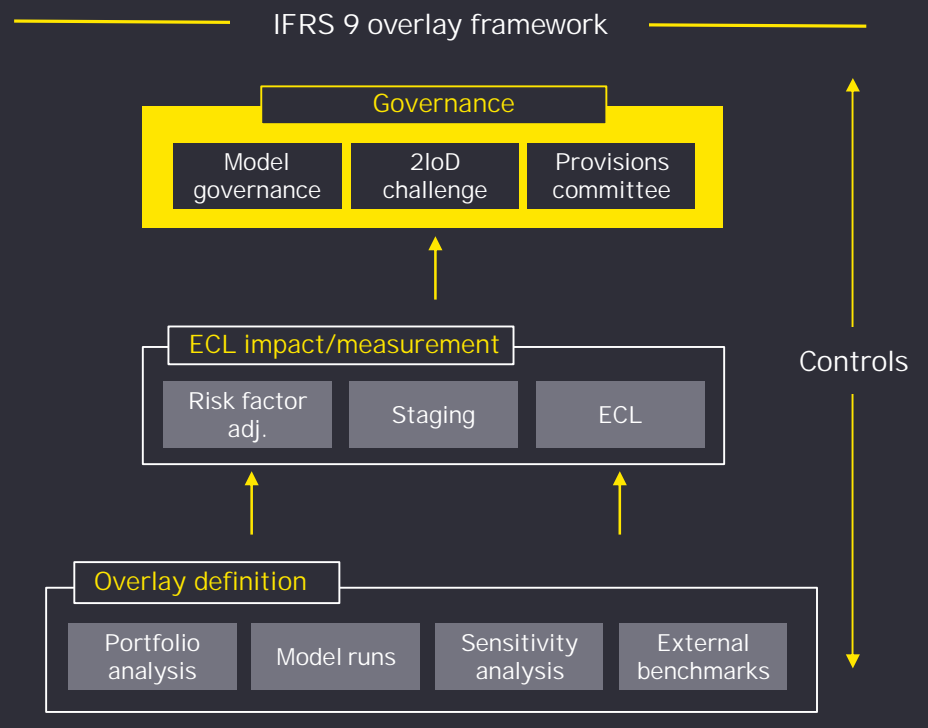 IFRS 9 overlay framework
Governance
Model
governance
2loD
challenge
Provisions
committee
ECL impact/measurement
Controls
Risk factor
adj.
Staging
ECL
Overlay definition
Portfolio
analysis
Model runs
Sensitivity
analysis
External
benchmarks